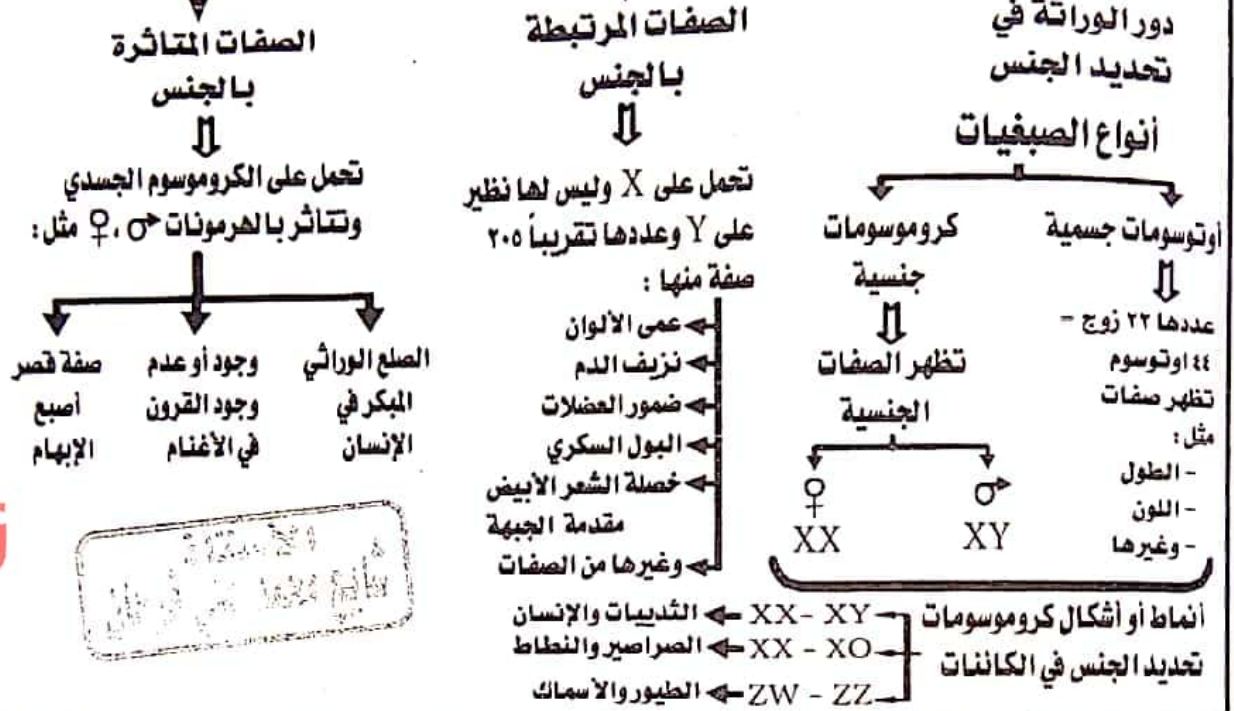 دور الوراثة في
تحديد الجنس
أنواع الصبغيات
أوتوسومات جسمية
عددها ٢٢ زوج -
٤٤ اوتوسوم
تظهر صفات
مثل:
- الطول
- اللون
- وغيرها
كروموسومات
جنسية
تظهر الصفات
الجنسية
♂ ♀
XY XX
أنماط أو أشكال كروموسومات
تحديد الجنس في الكائنات
XX- XY الثدييات والإنسان
XX - XO الصراصير والنطاط
ZW - ZZ الطيور والأسماك
الصفات المرتبطة
بالجنس
تحمل على X وليس لها نظير
على Y وعددها تقريباً ٢٠٥
صفة منها :
عمى الألوان
نزيف الدم
ضمور العضلات
البول السكري
خصلة الشعر الأبيض
مقدمة الجبهة
وغيرها من الصفات
الصفات المتاثرة
بالجنس
تحمل على الكروموسوم الجسدي
وتتاثر بالهرمونات ♂،♀ مثل:
الصلع الوراثي
المبكر في
الإنسان
وجود أو عدم
وجود القرون
في الأغنام
صفة قصر
أصبع
الإبهام